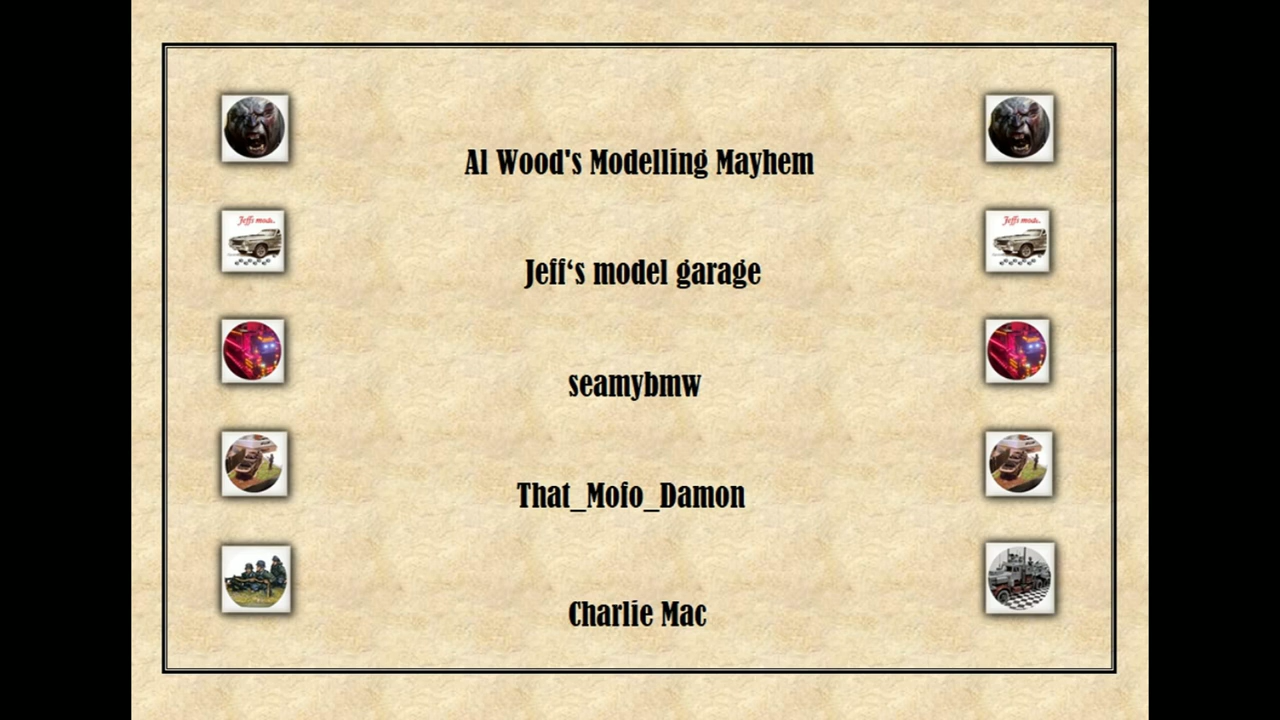 Al Wood's Modelling Mayhem
Jeff‘s model garage
seamybmw
That_Mofo_Damon
Charlie Mac